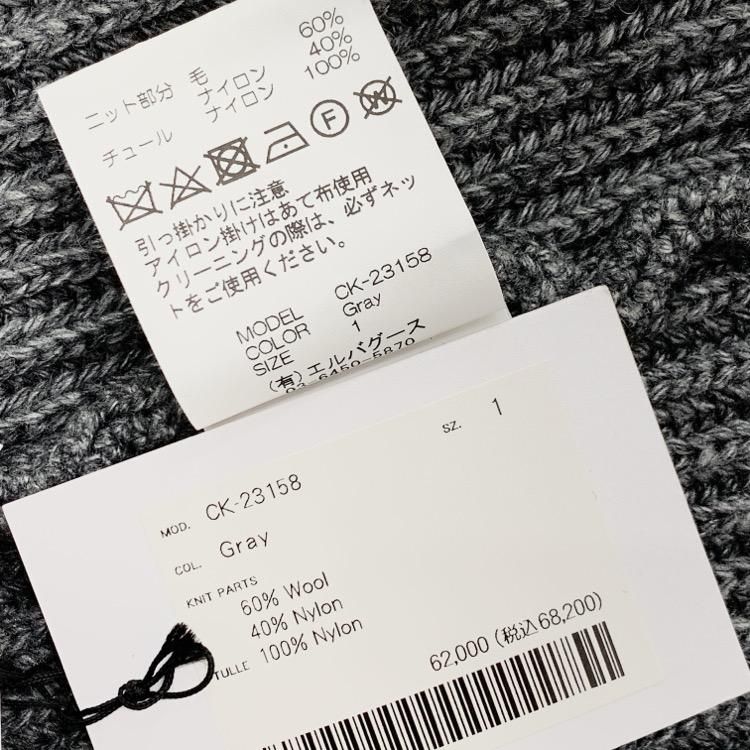 ニット部分 毛 60%
ナイロン 40%
チュール ナイロン 100%
F
W
引っ掛かりに注意
アイロン掛けはあて布使用
クリーニングの際は、必ずネッ
トをご使用ください。
MODEL CK-23158
COLOR Gray
SIZE 1
(有)エルバグース
03-6450-5870
SZ. 1
MOD. CK-23158
COL. Gray
KNIT PARTS
60% Wool
40% Nylon
TULLE 100% Nylon
62,000 (税込68,200)